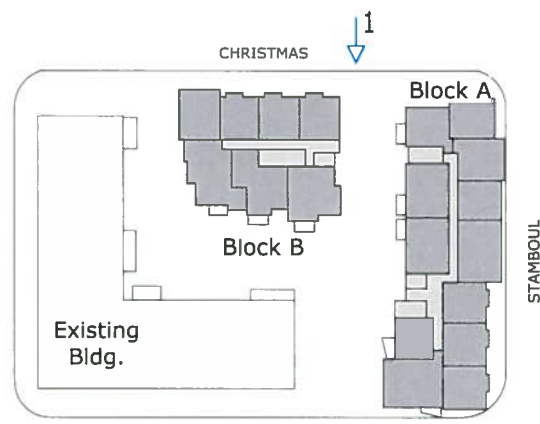 1
CHRISTMAS
Block A
Block B
STAMBOUL
Existing
Bldg.